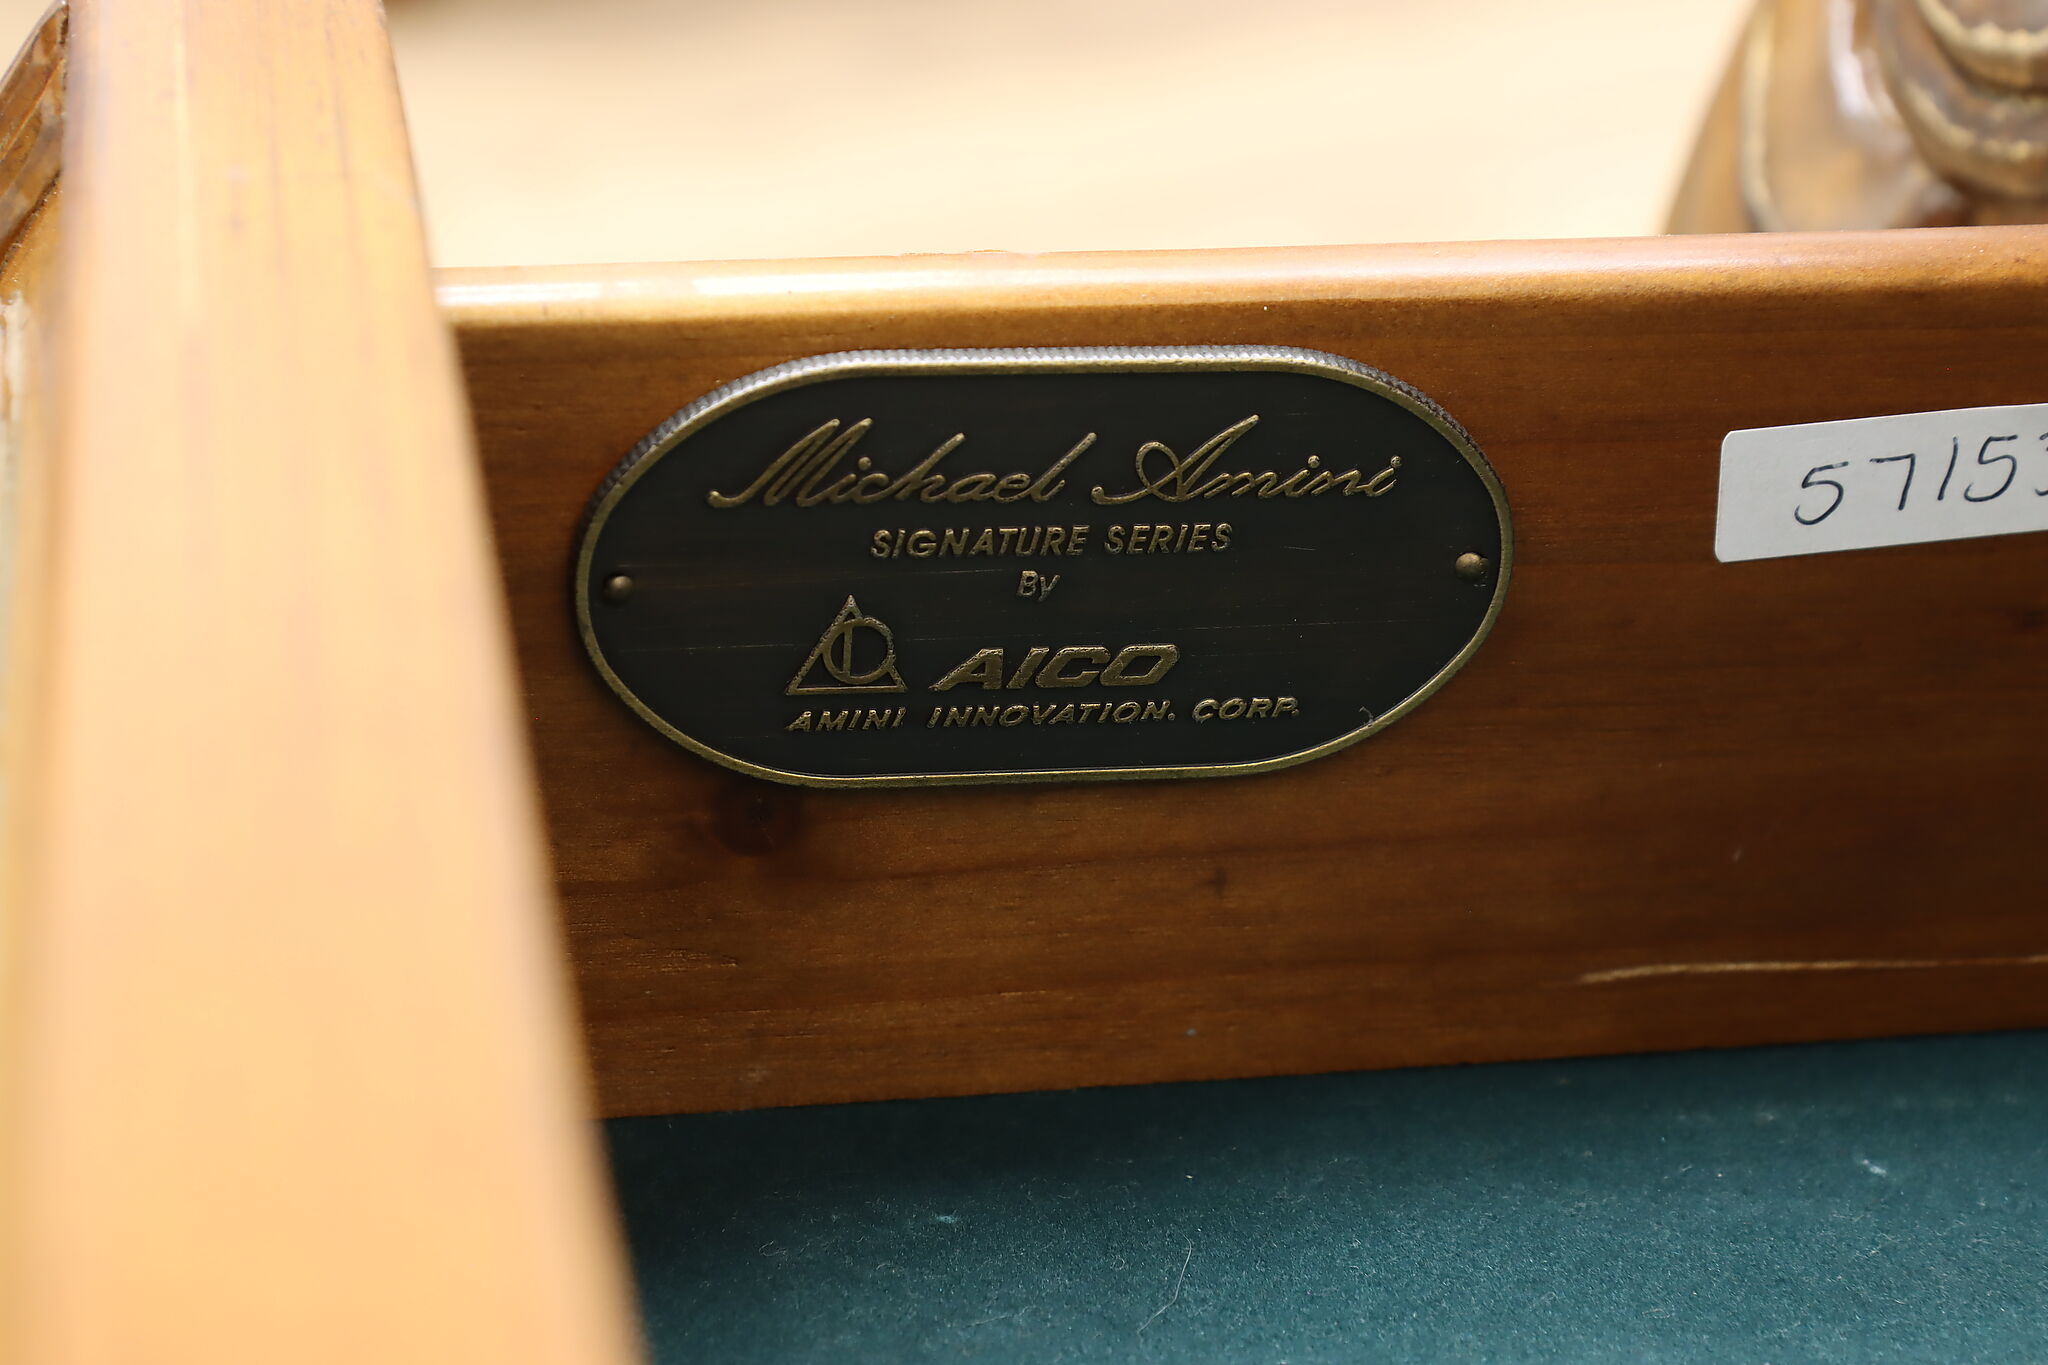 Michael Amini
SIGNATURE SERIES
By
AICO
AMINI INNOVATION. CORP.
5715